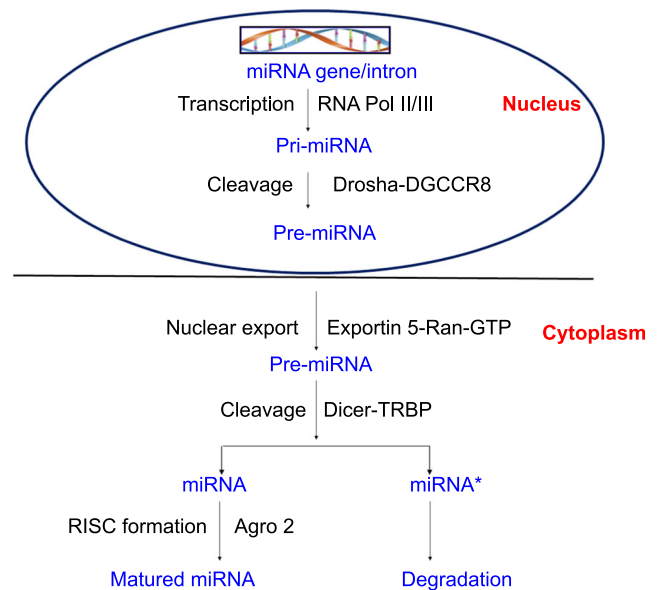 miRNA gene/intron
Transcription RNA Pol II/III
Nucleus
Pri-miRNA
Cleavage Drosha-DGCCR8
Pre-miRNA
Nuclear export Exportin 5-Ran-GTP
Cytoplasm
Pre-miRNA
Cleavage Dicer-TRBP
miRNA miRNA*
RISC formation Agro 2
Matured miRNA Degradation